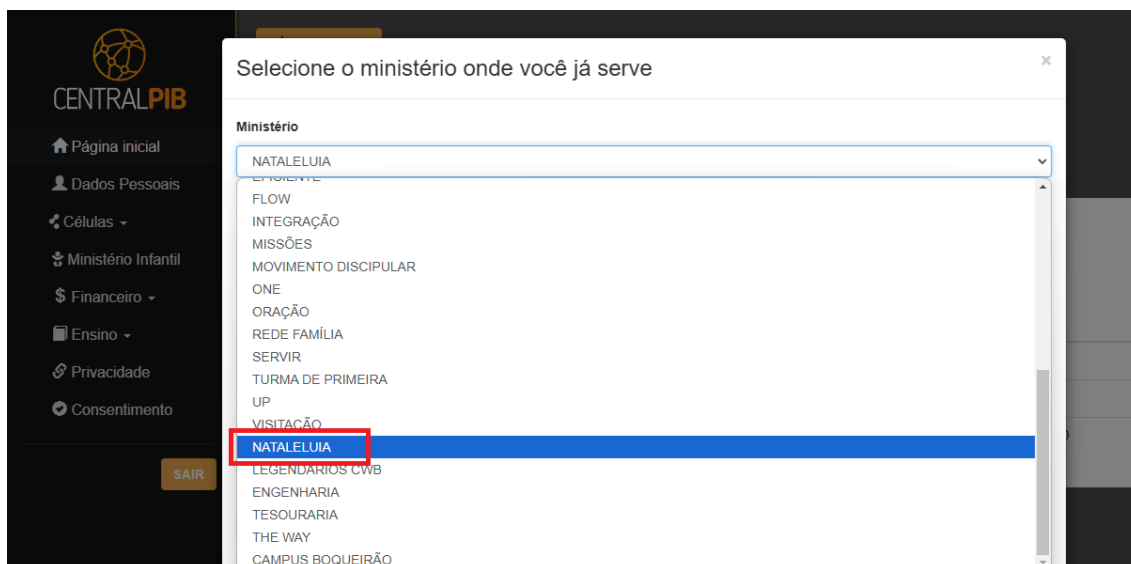 CENTRALPIB
Página inicial
Dados Pessoais
Células
Ministério Infantil
$ Financeiro
Ensino
Privacidade
Consentimento
SAIR
Selecione o ministério onde você já serve
×
Ministério
NATALELUIA
FLOW
INTEGRAÇÃO
MISSÕES
MOVIMENTO DISCIPULAR
ONE
ORAÇÃO
REDE FAMÍLIA
SERVIR
TURMA DE PRIMEIRA
UP
VISITAÇÃO
NATALELUIA
LEGENDÁRIOS CWB
ENGENHARIA
TESOURARIA
THE WAY
CAMPUS BOQUEIRÃO